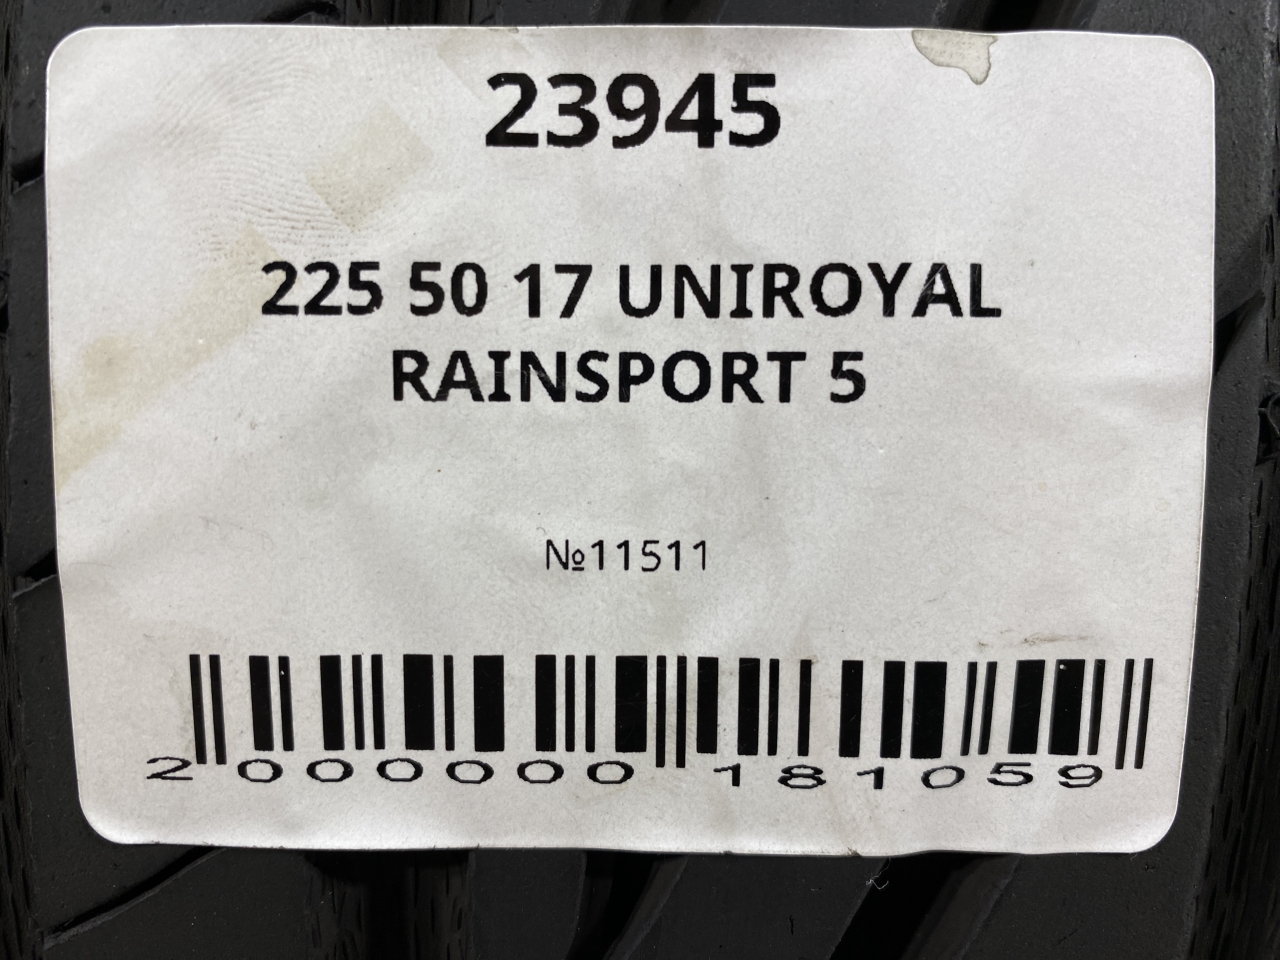 23945
225 50 17 UNIROYAL
RAINSPORT 5
№11511
2 000000 181059